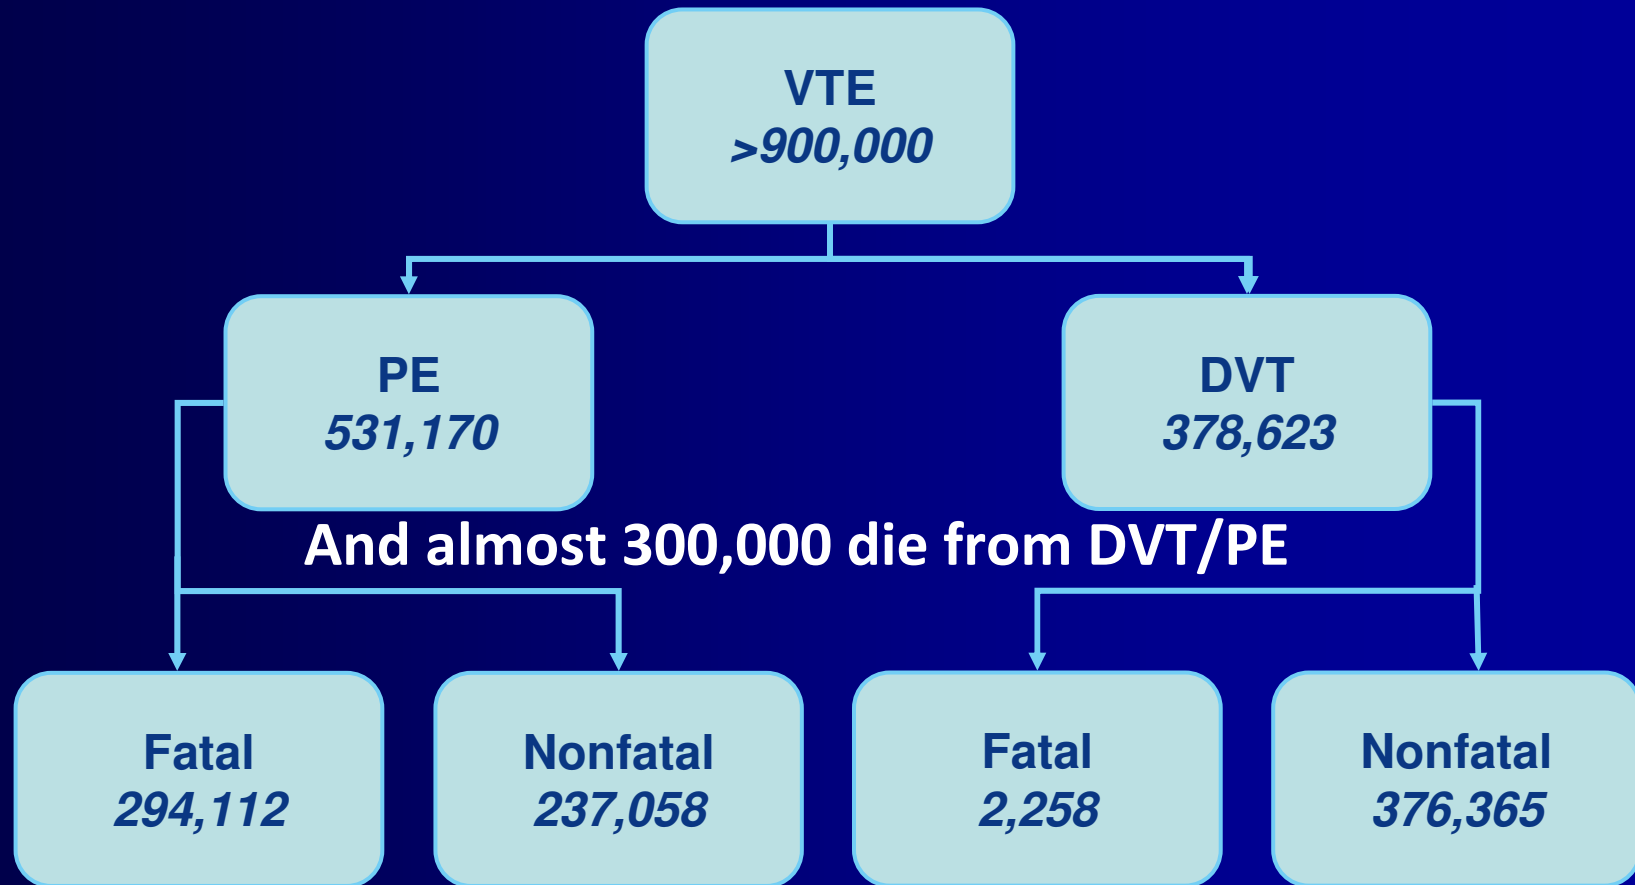 VTE
>900,000
PE
531,170
DVT
378,623
And almost 300,000 die from DVT/PE
Fatal
294,112
Nonfatal
237,058
Fatal
2,258
Nonfatal
376,365